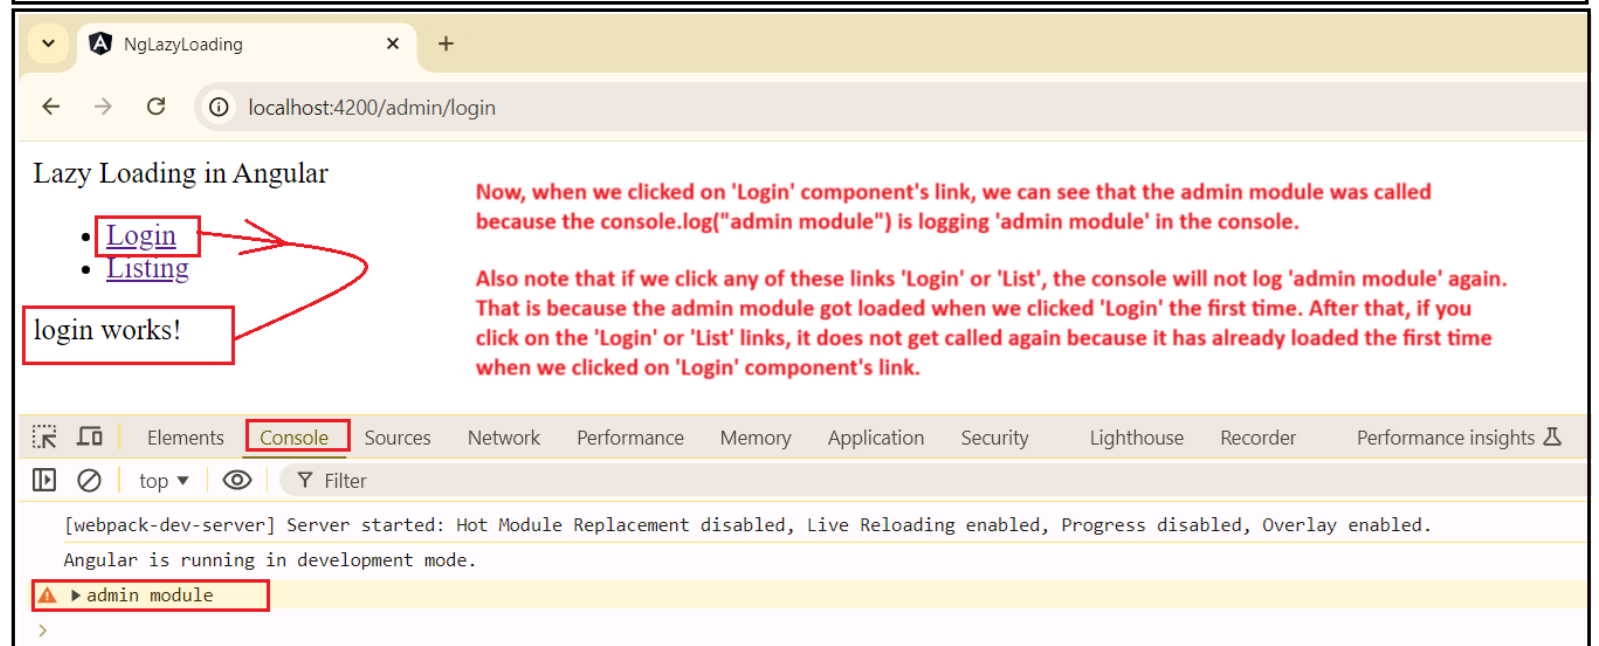 NgLazyLoading
localhost:4200/admin/login
Lazy Loading in Angular
Login
Listing
login works!
Now, when we clicked on 'Login' component's link, we can see that the admin module was called
because the console.log("admin module") is logging 'admin module' in the console.
Also note that if we click any of these links 'Login' or 'List', the console will not log 'admin module' again.
That is because the admin module got loaded when we clicked 'Login' the first time. After that, if you
click on the 'Login' or 'List' links, it does not get called again because it has already loaded the first time
when we clicked on 'Login' component's link.
Elements Console Sources Network Performance Memory Application Security Lighthouse Recorder Performance insights
top Filter
[webpack-dev-server] Server started: Hot Module Replacement disabled, Live Reloading enabled, Progress disabled, Overlay enabled.
Angular is running in development mode.
admin module